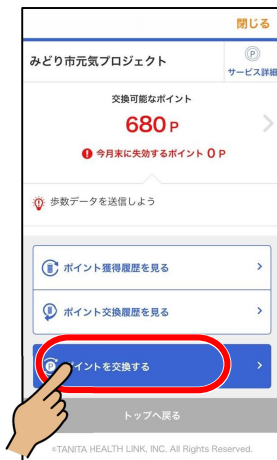 閉じる
みどり市元気プロジェクト
P
サービス詳細
交換可能なポイント
680 P
今月末に失効するポイント 0 P
歩数データを送信しよう
ポイント獲得履歴を見る
ポイント交換履歴を見る
P
ポイントを交換する
トップへ戻る
©TANITA HEALTH LINK, INC. All Rights Reserved.